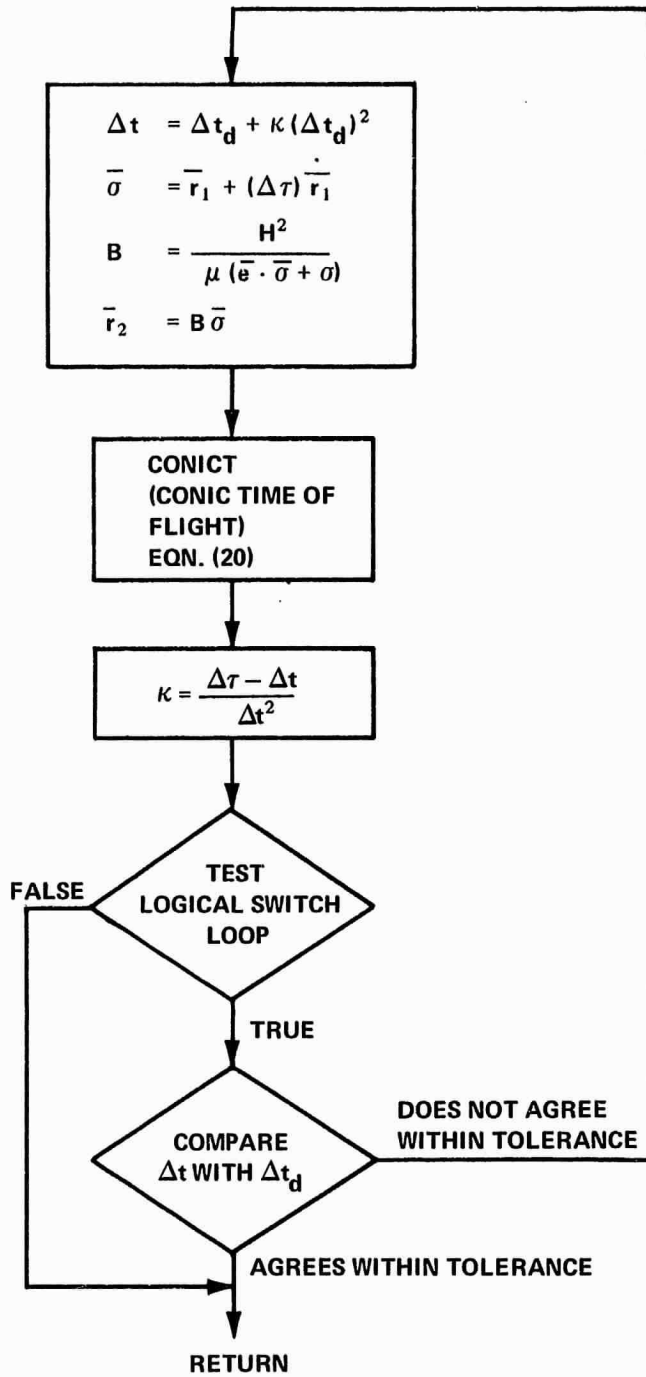 Δt = Δt_d + κ (Δt_d)²
σ̄ = r̄₁ + (Δτ) ṙ̄₁
B = H² / μ (ē · σ̄ + σ)
r̄₂ = B σ̄
CONICT
(CONIC TIME OF
FLIGHT)
EQN. (20)
κ = Δτ − Δt / Δt²
TEST
LOGICAL SWITCH
LOOP
FALSE
TRUE
COMPARE
Δt WITH Δt_d
DOES NOT AGREE
WITHIN TOLERANCE
AGREES WITHIN TOLERANCE
RETURN